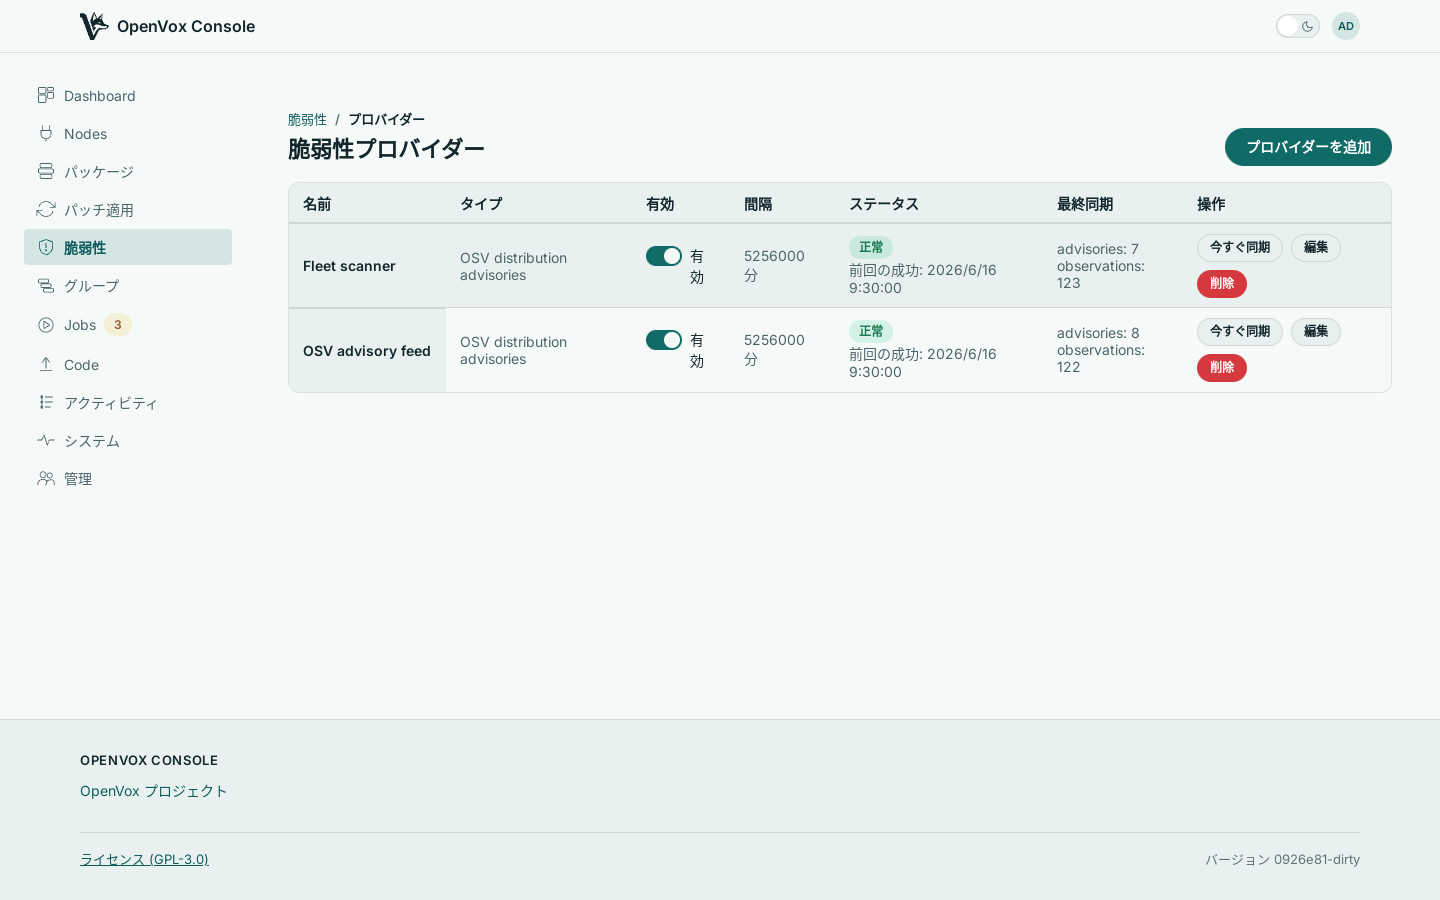 OpenVox Console
AD
Dashboard
Nodes
パッケージ
パッチ適用
脆弱性
グループ
Jobs 3
Code
アクティビティ
システム
管理
脆弱性 / プロバイダー
脆弱性プロバイダー
プロバイダーを追加
名前 タイプ 有効 間隔 ステータス 最終同期 操作
Fleet scanner
OSV distribution
advisories
有
効
5256000
分
正常
前回の成功: 2026/6/16
9:30:00
advisories: 7
observations:
123
今すぐ同期 編集
削除
OSV advisory feed
OSV distribution
advisories
有
効
5256000
分
正常
前回の成功: 2026/6/16
9:30:00
advisories: 8
observations:
122
今すぐ同期 編集
削除
OPENVOX CONSOLE
OpenVox プロジェクト
ライセンス (GPL-3.0)
バージョン 0926e81-dirty